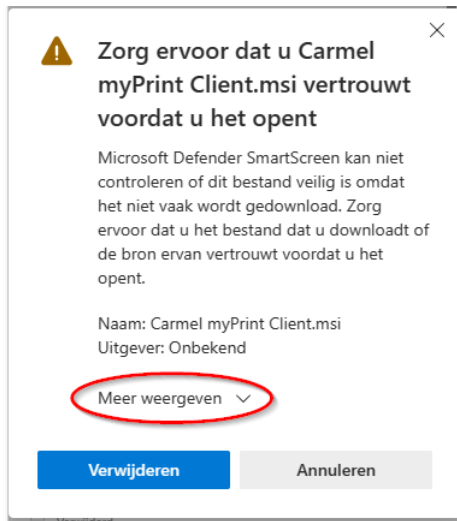 Zorg ervoor dat u Carmel
myPrint Client.msi vertrouwt
voordat u het opent
Microsoft Defender SmartScreen kan niet
controleren of dit bestand veilig is omdat
het niet vaak wordt gedownload. Zorg
ervoor dat u het bestand dat u downloadt of
de bron ervan vertrouwt voordat u het
opent.
Naam: Carmel myPrint Client.msi
Uitgever: Onbekend
Meer weergeven
Verwijderen
Annuleren